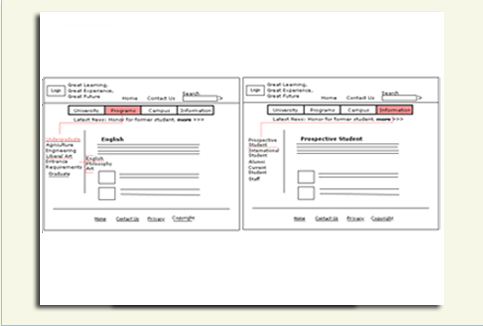 Logo
Great Learning,
Great Experience,
Great Future
Home Contact Us Search
University Programs Campus Information
Latest News: Honor for former student. more >>>
Undergraduate
Agriculture
Engineering
Liberal Art
Entrance
Requirements
Graduate
English
Philosophy
Art
English
Home Contact Us Privacy Copyright
Logo
Great Learning,
Great Experience,
Great Future
Home Contact Us Search
University Programs Campus Information
Latest News: Honor for former student. more >>>
Prospective
Student
International
Student
Alumni
Current
Student
Staff
Prospective Student
Home Contact Us Privacy Copyright